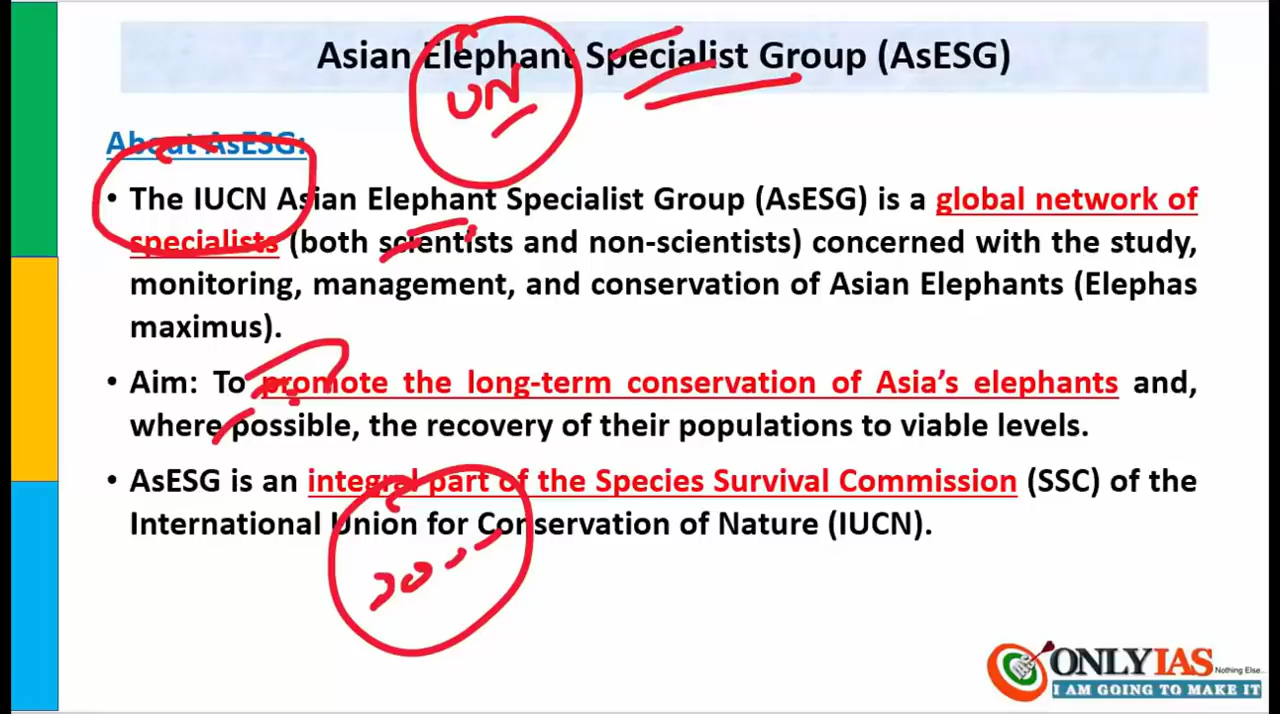 Asian Elephant Specialist Group (AsESG)
UN
About AsESG:
• The IUCN Asian Elephant Specialist Group (AsESG) is a global network of
specialists (both scientists and non-scientists) concerned with the study,
monitoring, management, and conservation of Asian Elephants (Elephas
maximus).
• Aim: To promote the long-term conservation of Asia's elephants and,
where possible, the recovery of their populations to viable levels.
• AsESG is an integral part of the Species Survival Commission (SSC) of the
International Union for Conservation of Nature (IUCN).
ONLYIAS
Nothing Else...
I AM GOING TO MAKE IT